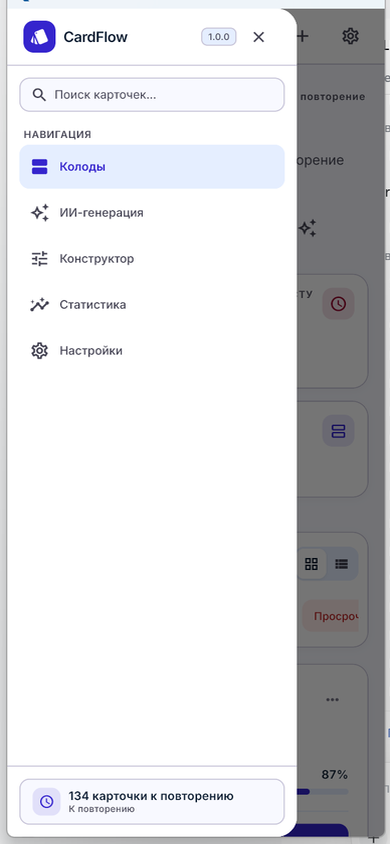 CardFlow
1.0.0
Поиск карточек...
НАВИГАЦИЯ
Колоды
ИИ-генерация
Конструктор
Статистика
Настройки
134 карточки к повторению
К повторению
повторение
орение
ТУ
Просроч
87%